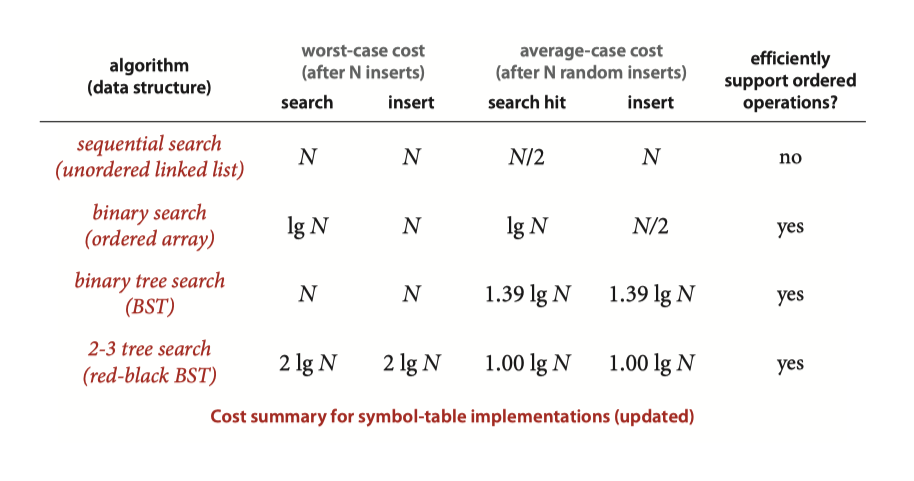 algorithm
(data structure)
worst-case cost
(after N inserts)
average-case cost
(after N random inserts)
efficiently
support ordered
operations?
search insert search hit insert
sequential search
(unordered linked list)
N N N/2 N no
binary search
(ordered array)
lg N N lg N N/2 yes
binary tree search
(BST)
N N 1.39 lg N 1.39 lg N yes
2-3 tree search
(red-black BST)
2 lg N 2 lg N 1.00 lg N 1.00 lg N yes
Cost summary for symbol-table implementations (updated)